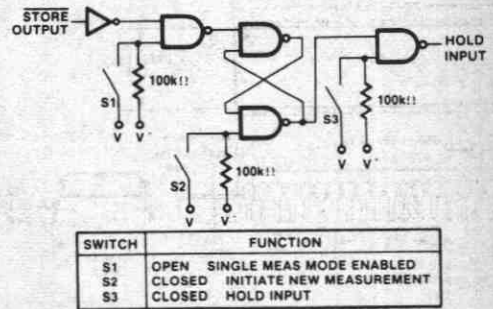 STORE
OUTPUT
HOLD
INPUT
100kΩ
S1
V V+
100kΩ
S2
V V
100kΩ
S3
V V+
SWITCH FUNCTION
S1 OPEN SINGLE MEAS MODE ENABLED
S2 CLOSED INITIATE NEW MEASUREMENT
S3 CLOSED HOLD INPUT